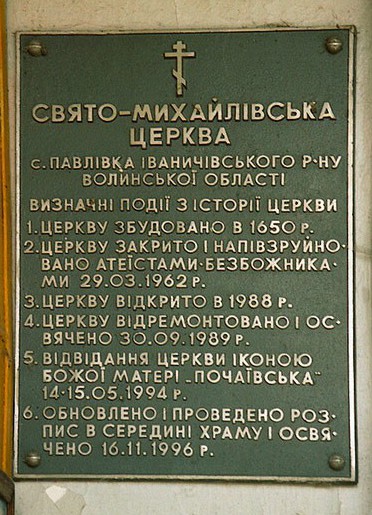 СВЯТО-МИХАЙЛІВСЬКА
ЦЕРКВА
с. ПАВЛІВКА ІВАНИЧІВСЬКОГО Р-НУ
ВОЛИНСЬКОЇ ОБЛАСТІ
ВИЗНАЧНІ ПОДІЇ З ІСТОРІЇ ЦЕРКВИ
1. ЦЕРКВУ ЗБУДОВАНО В 1650 р.
2. ЦЕРКВУ ЗАКРИТО І НАПІВЗРУЙНО-
ВАНО АТЕЇСТАМИ-БЕЗБОЖНИКА-
МИ 29.03.1962 р.
3. ЦЕРКВУ ВІДКРИТО В 1988 р.
4. ЦЕРКВУ ВІДРЕМОНТОВАНО І ОС-
ВЯЧЕНО 30.09.1989 р.
5. ВІДВІДАННЯ ЦЕРКВИ ІКОНОЮ
БОЖОЇ МАТЕРІ „ПОЧАЇВСЬКА"
14-15.05.1994 р.
6. ОБНОВЛЕНО І ПРОВЕДЕНО РОЗ-
ПИС В СЕРЕДИНІ ХРАМУ І ОСВЯ-
ЧЕНО 16.11.1996 р.